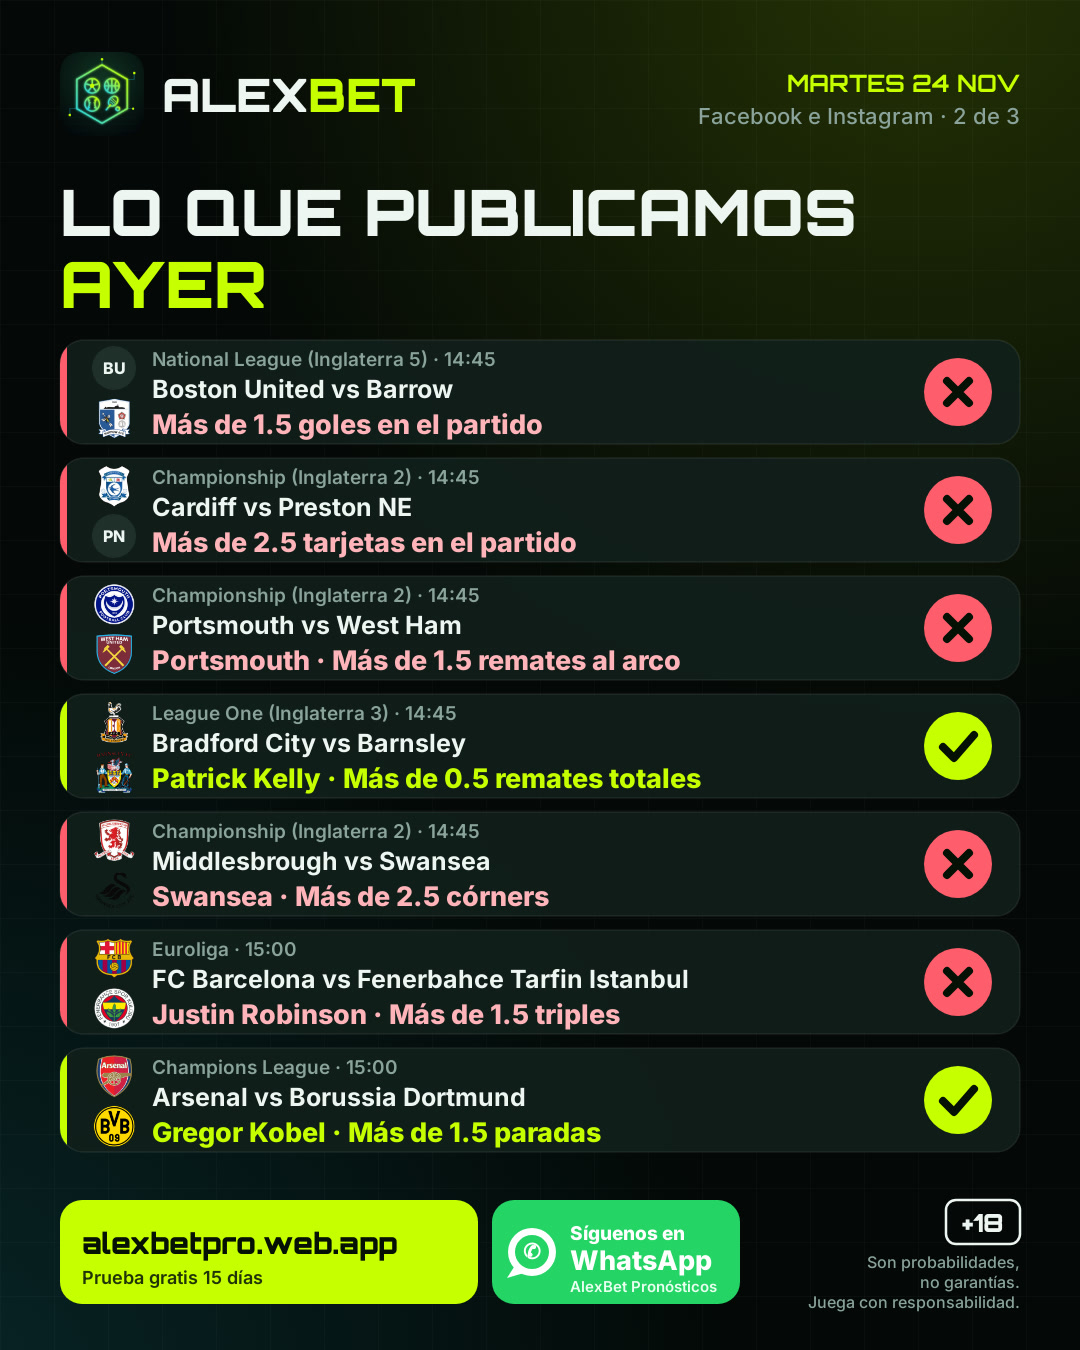 ALEXBET
MARTES 24 NOV
Facebook e Instagram · 2 de 3
LO QUE PUBLICAMOS
AYER
BU
National League (Inglaterra 5) · 14:45
Boston United vs Barrow
Más de 1.5 goles en el partido
Championship (Inglaterra 2) · 14:45
Cardiff vs Preston NE
PN
Más de 2.5 tarjetas en el partido
Championship (Inglaterra 2) · 14:45
Portsmouth vs West Ham
WEST HAM
UNITED
Portsmouth · Más de 1.5 remates al arco
League One (Inglaterra 3) · 14:45
Bradford City vs Barnsley
Patrick Kelly · Más de 0.5 remates totales
Championship (Inglaterra 2) · 14:45
Middlesbrough vs Swansea
Swansea · Más de 2.5 córners
Euroliga · 15:00
FC Barcelona vs Fenerbahce Tarfin Istanbul
Justin Robinson · Más de 1.5 triples
Arsenal
Champions League · 15:00
Arsenal vs Borussia Dortmund
BVB
09
Gregor Kobel · Más de 1.5 paradas
alexbetpro.web.app
Prueba gratis 15 días
Síguenos en
WhatsApp
AlexBet Pronósticos
+18
Son probabilidades,
no garantías.
Juega con responsabilidad.